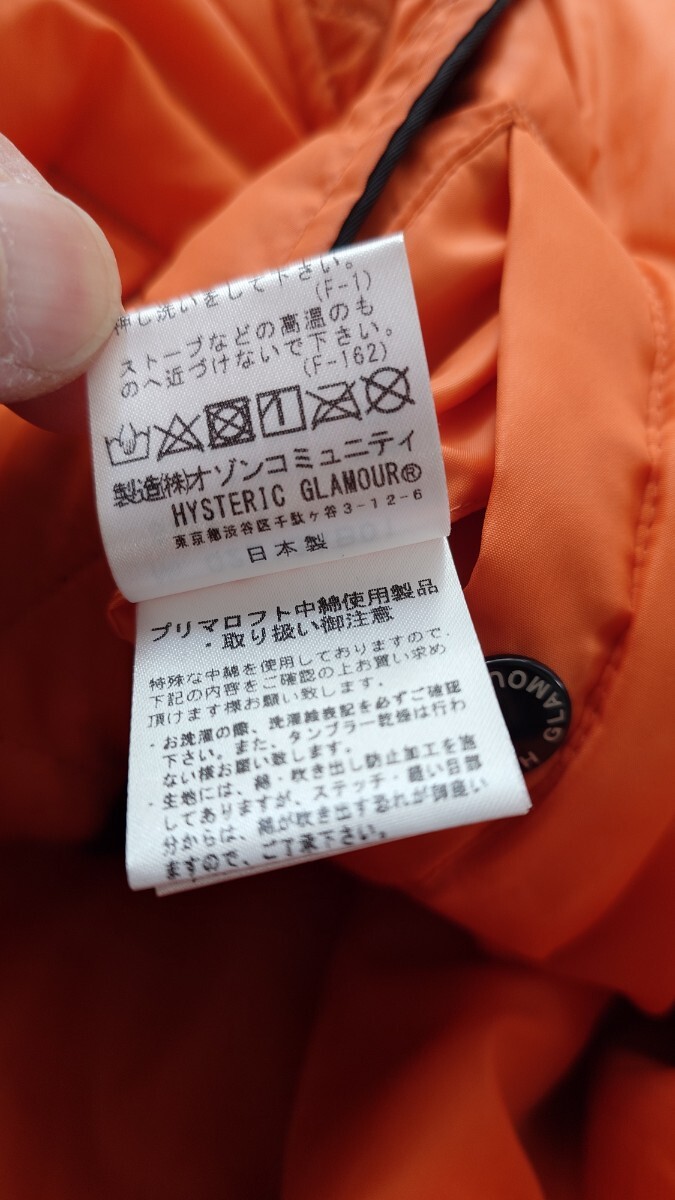 押し洗いをして下さい。
(F-1)
ストーブなどの高温のも
のへ近づけないで下さい。
(F-162)
製造(株)オゾンコミュニティ
HYSTERIC GLAMOUR®
東京都渋谷区千駄ヶ谷3-12-6
日本製
プリマロフト中綿使用製品
・取り扱い御注意
特殊な中綿を使用しておりますので、
下記の内容をご確認の上お買い求め
頂けます様お願い致します。
・お洗濯の際、洗濯絵表記を必ずご確認
下さい。また、タンブラー乾燥は行わ
ない様お願い致します。
・生地には、綿・吹き出し防止加工を施
してありますが、ステッチ・縫い目部
分からは、綿が吹き出す恐れが御座い
ますので、ご了承下さい。
GLAMOU
H